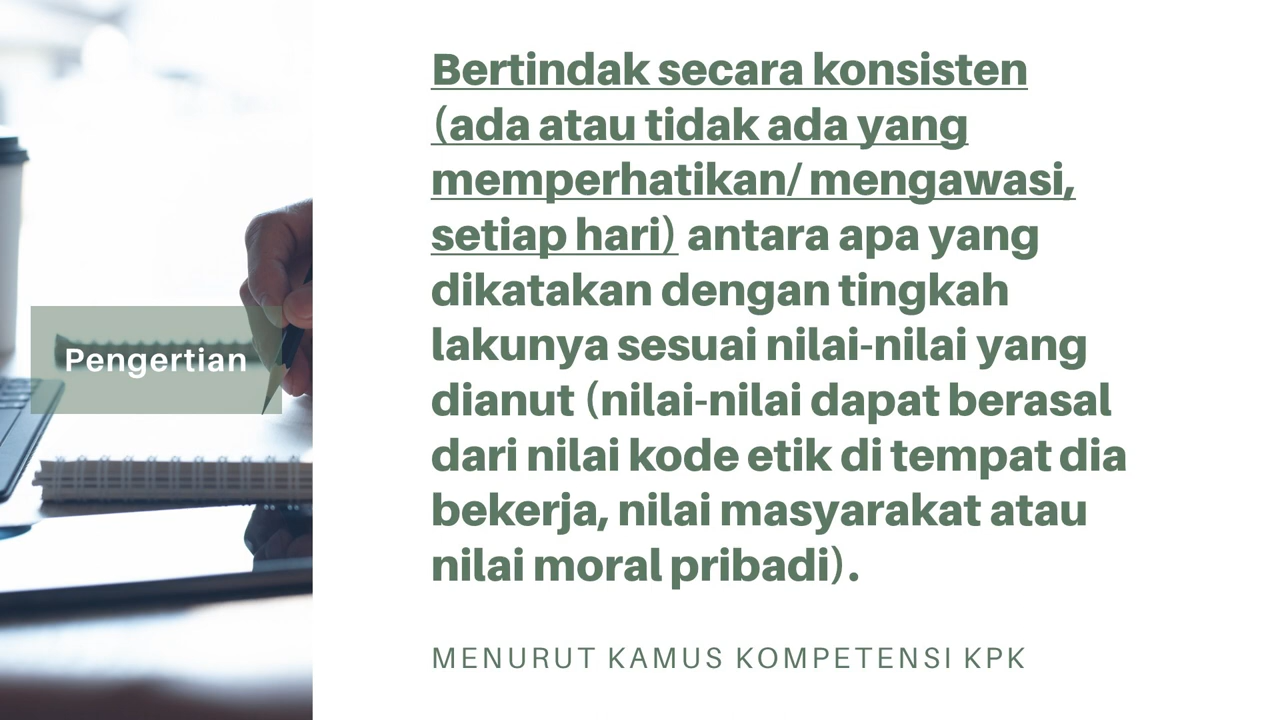 Pengertian
Bertindak secara konsisten
(ada atau tidak ada yang
memperhatikan/ mengawasi,
setiap hari) antara apa yang
dikatakan dengan tingkah
lakunya sesuai nilai-nilai yang
dianut (nilai-nilai dapat berasal
dari nilai kode etik di tempat dia
bekerja, nilai masyarakat atau
nilai moral pribadi).
MENURUT KAMUS KOMPETENSI KPK